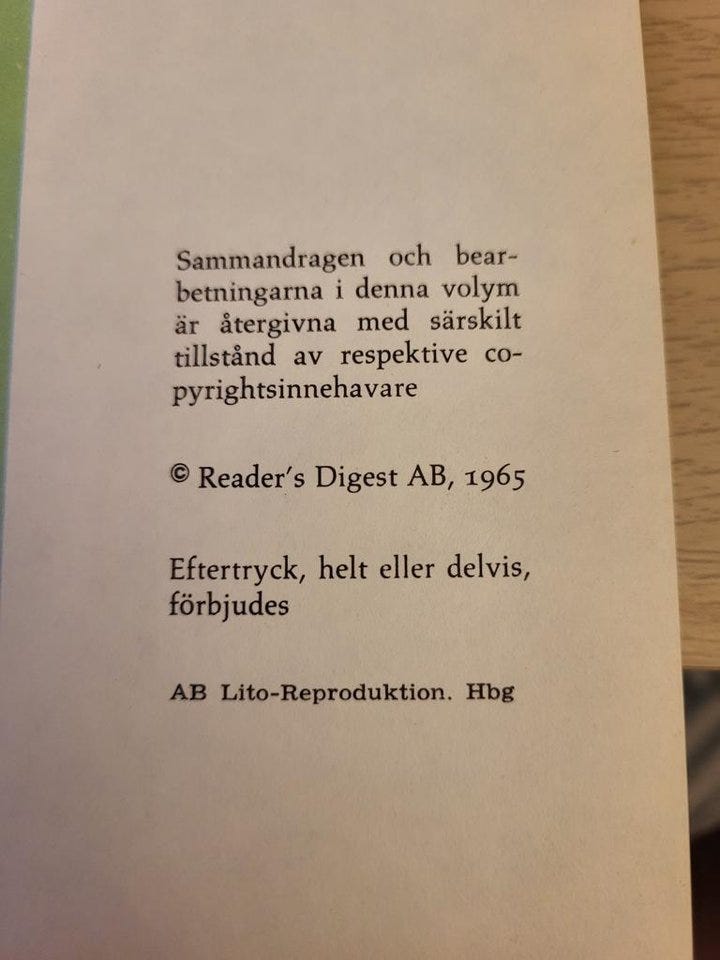 Sammandragen och bear-
betningarna i denna volym
är återgivna med särskilt
tillstånd av respektive co-
pyrightsinnehavare
© Reader's Digest AB, 1965
Eftertryck, helt eller delvis,
förbjudes
AB Lito-Reproduktion. Hbg